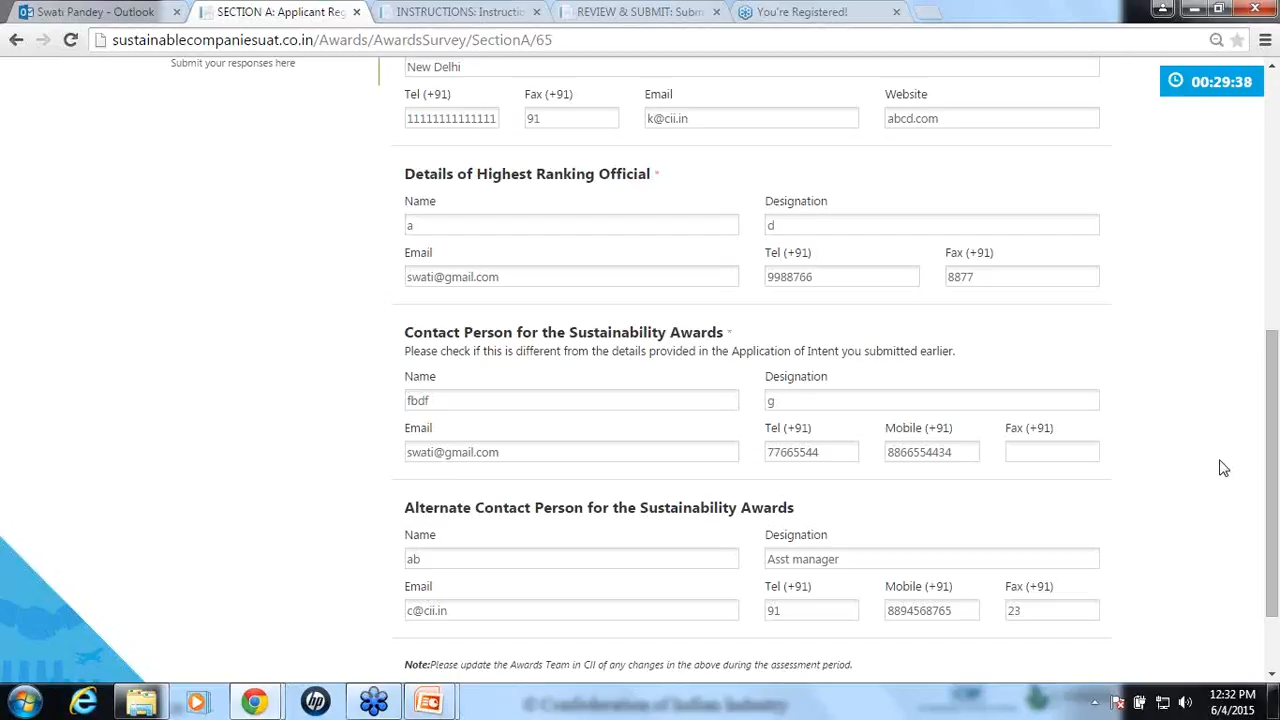 Swati Pandey - Outlook
SECTION A: Applicant Reg
INSTRUCTIONS: Instructio
REVIEW & SUBMIT: Subm
You're Registered!
sustainablecompaniesuat.co.in/Awards/AwardsSurvey/SectionA/65
Submit your responses here
New Delhi
00:29:38
Tel (+91) Fax (+91) Email Website
11111111111111 91 k@cii.in abcd.com
Details of Highest Ranking Official *
Name Designation
a d
Email Tel (+91) Fax (+91)
swati@gmail.com 9988766 8877
Contact Person for the Sustainability Awards *
Please check if this is different from the details provided in the Application of Intent you submitted earlier.
Name Designation
fbdf g
Email Tel (+91) Mobile (+91) Fax (+91)
swati@gmail.com 77665544 8866554434
Alternate Contact Person for the Sustainability Awards
Name Designation
ab Asst manager
Email Tel (+91) Mobile (+91) Fax (+91)
c@cii.in 91 8894568765 23
Note:Please update the Awards Team in CII of any changes in the above during the assessment period.
12:32 PM
6/4/2015